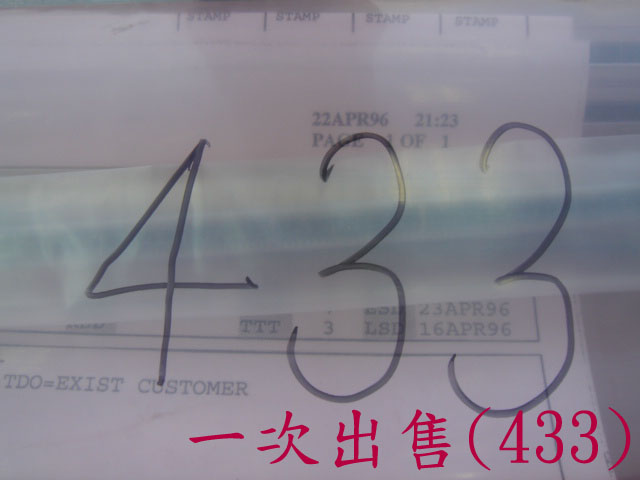 STAMP STAMP STAMP STAMP
22APR96 21:23
PAGE 1 OF 1
433
LSD 23APR96
TTT 3 LSD 16APR96
TDO=EXIST CUSTOMER
一次出售(433)